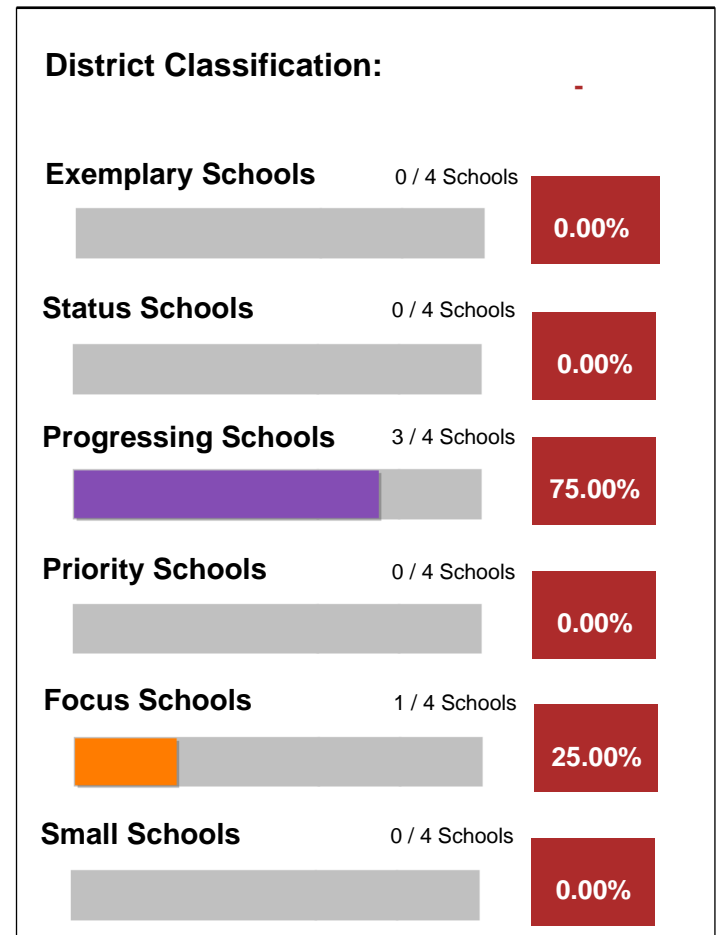 District Classification:
-
Exemplary Schools 0 / 4 Schools
0.00%
Status Schools 0 / 4 Schools
0.00%
Progressing Schools 3 / 4 Schools
75.00%
Priority Schools 0 / 4 Schools
0.00%
Focus Schools 1 / 4 Schools
25.00%
Small Schools 0 / 4 Schools
0.00%